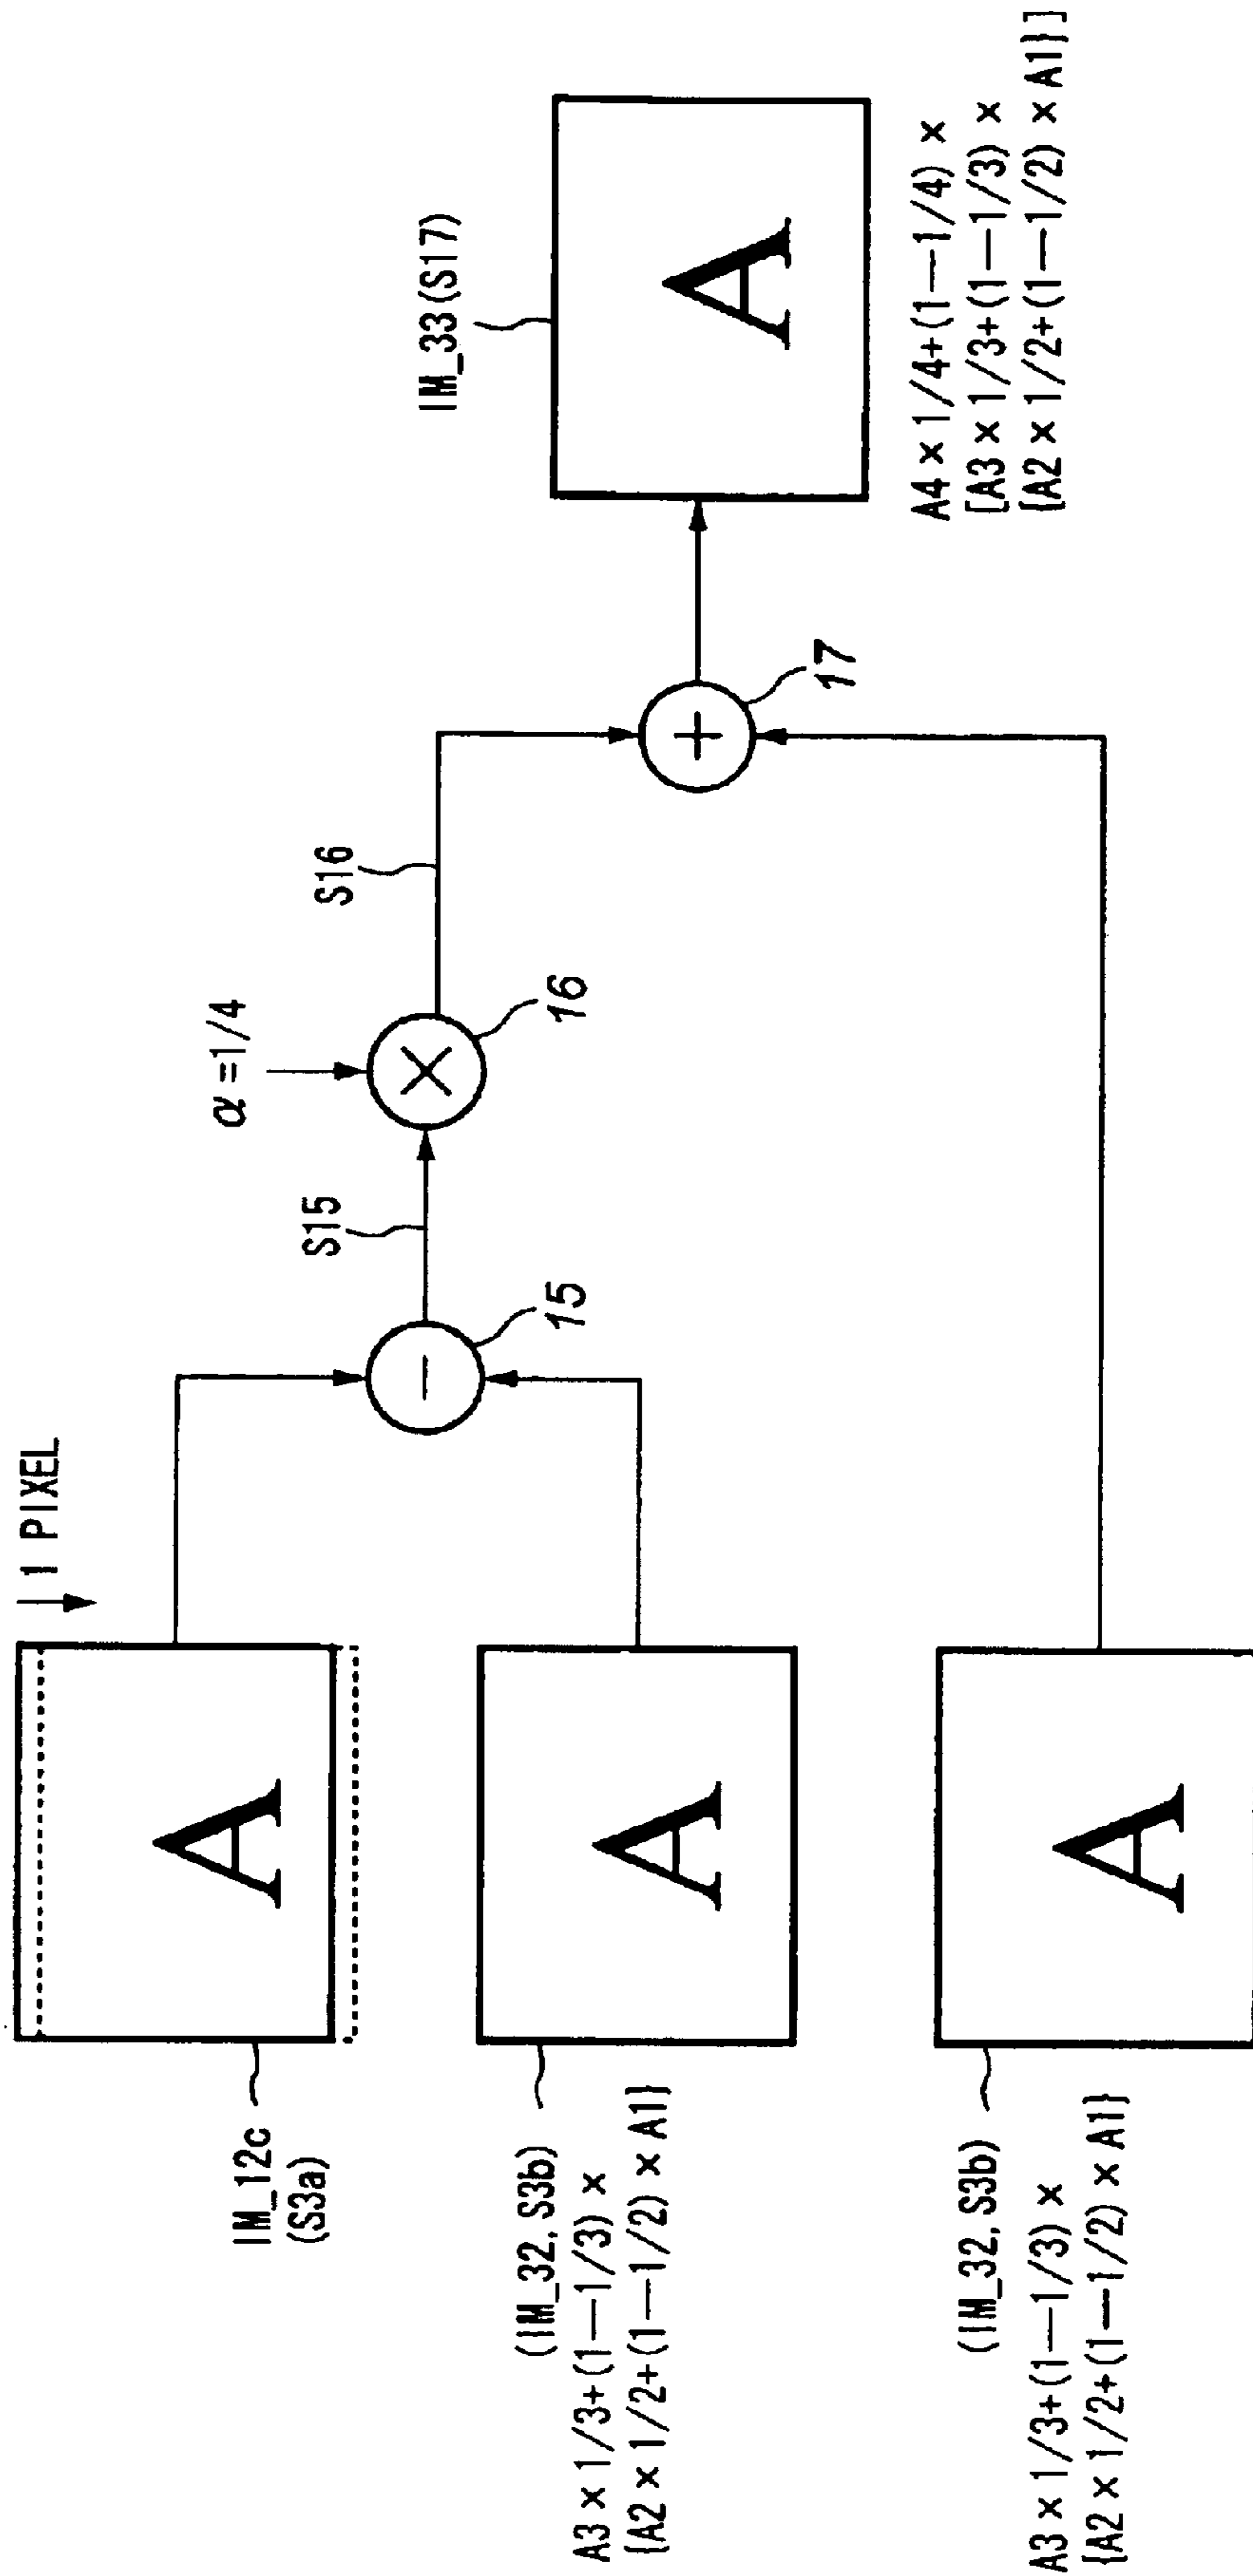 1 PIXEL
A
IM_12c
(S3a)
A
(IM_32, S3b)
A3 × 1/3+(1—1/3) ×
{A2 × 1/2+(1—1/2) × A1}
A
(IM_32, S3b)
A3 × 1/3+(1—1/3) ×
{A2 × 1/2+(1—1/2) × A1}
−
15
S15
α =1/4
×
16
S16
+
17
IM_33(S17)
A
A4 × 1/4+(1—1/4) ×
[A3 × 1/3+(1—1/3) ×
{A2 × 1/2+(1—1/2) × A1}]